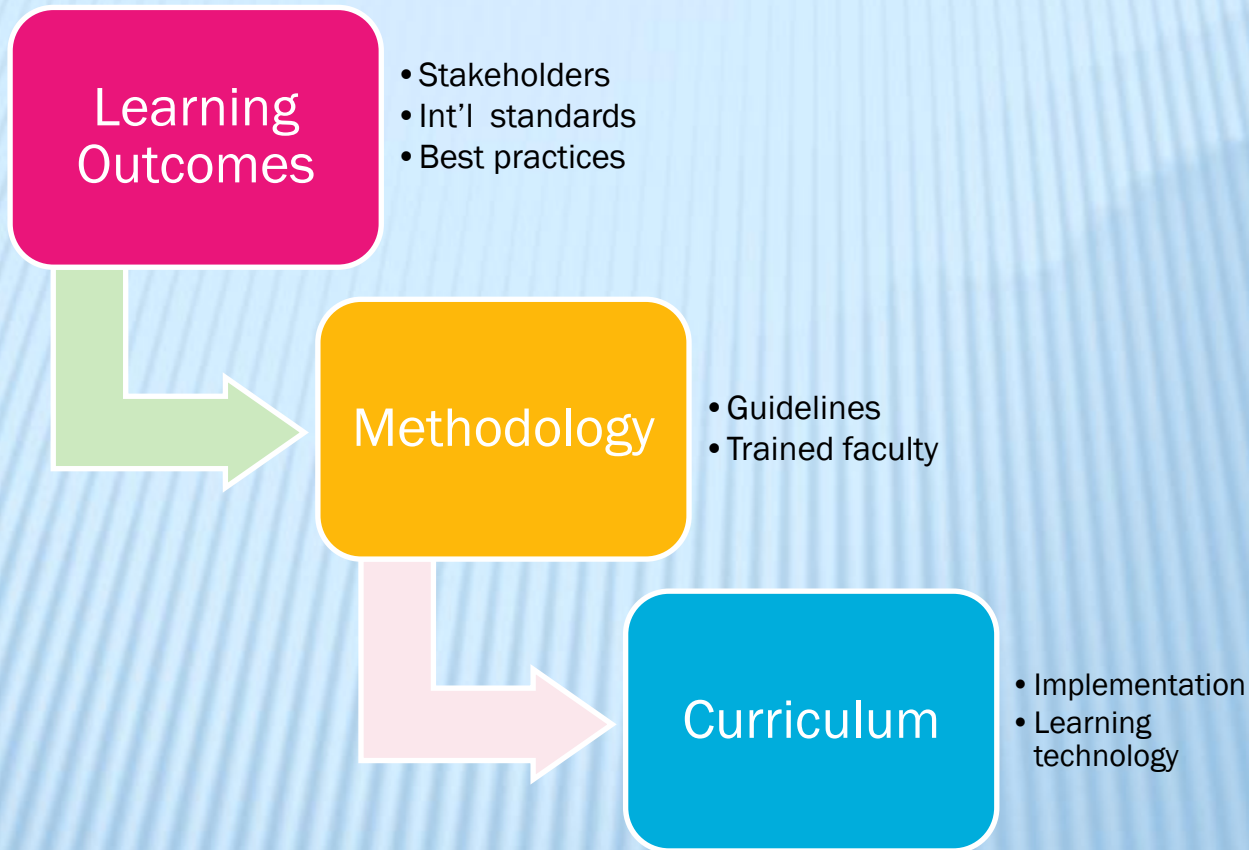 Learning
Outcomes
• Stakeholders
• Int’l standards
• Best practices
Methodology
• Guidelines
• Trained faculty
Curriculum
• Implementation
• Learning
technology